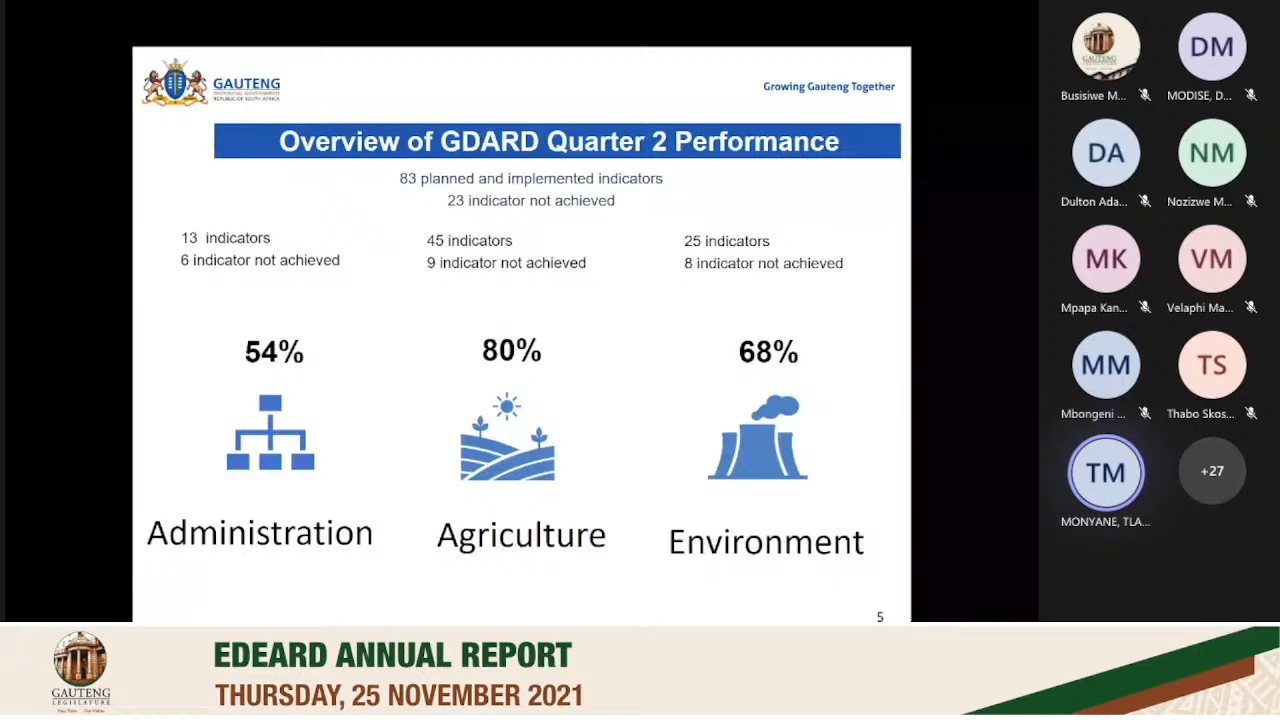 GAUTENG
PROVINCIAL GOVERNMENT
REPUBLIC OF SOUTH AFRICA
Growing Gauteng Together
Overview of GDARD Quarter 2 Performance
83 planned and implemented indicators
23 indicator not achieved
13 indicators
6 indicator not achieved
45 indicators
9 indicator not achieved
25 indicators
8 indicator not achieved
54%
80%
68%
Administration
Agriculture
Environment
5
GAUTENG
Busisiwe M...
DM
MODISE, D...
DA
Dulton Ada...
NM
Nozizwe M...
MK
Mpapa Kan...
VM
Velaphi Ma...
MM
Mbongeni ...
TS
Thabo Skos...
TM
MONYANE, TLA...
+27
GAUTENG
LEGISLATURE
EDEARD ANNUAL REPORT
THURSDAY, 25 NOVEMBER 2021